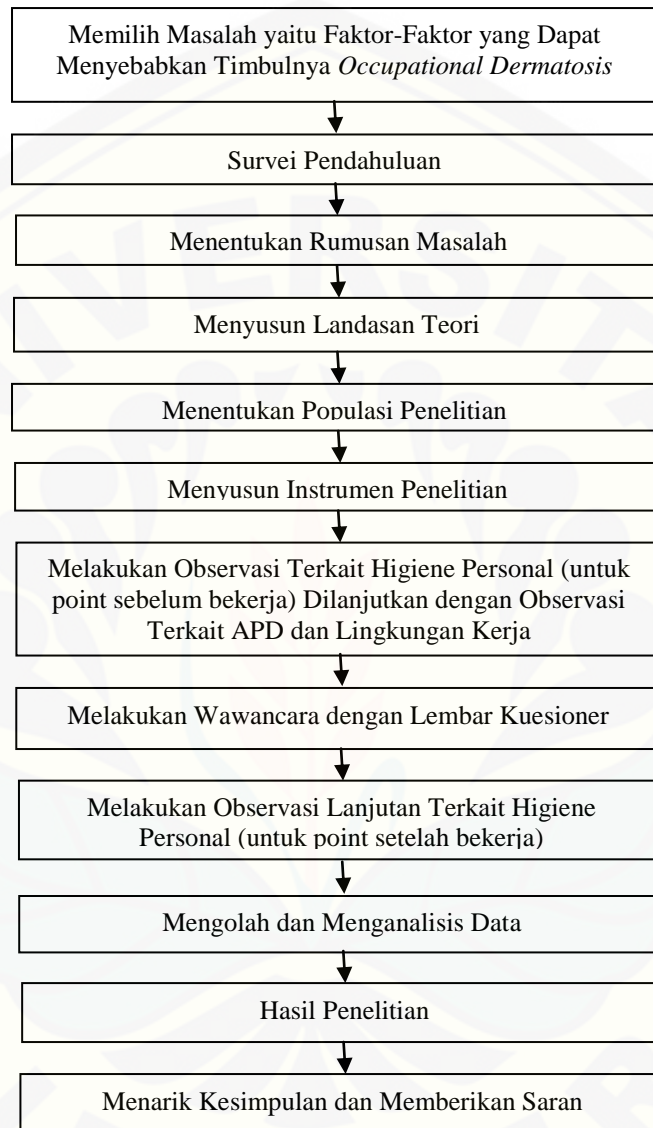 Memilih Masalah yaitu Faktor-Faktor yang Dapat
Menyebabkan Timbulnya Occupational Dermatosis
Survei Pendahuluan
Menentukan Rumusan Masalah
Menyusun Landasan Teori
Menentukan Populasi Penelitian
Menyusun Instrumen Penelitian
Melakukan Observasi Terkait Higiene Personal (untuk
point sebelum bekerja) Dilanjutkan dengan Observasi
Terkait APD dan Lingkungan Kerja
Melakukan Wawancara dengan Lembar Kuesioner
Melakukan Observasi Lanjutan Terkait Higiene
Personal (untuk point setelah bekerja)
Mengolah dan Menganalisis Data
Hasil Penelitian
Menarik Kesimpulan dan Memberikan Saran